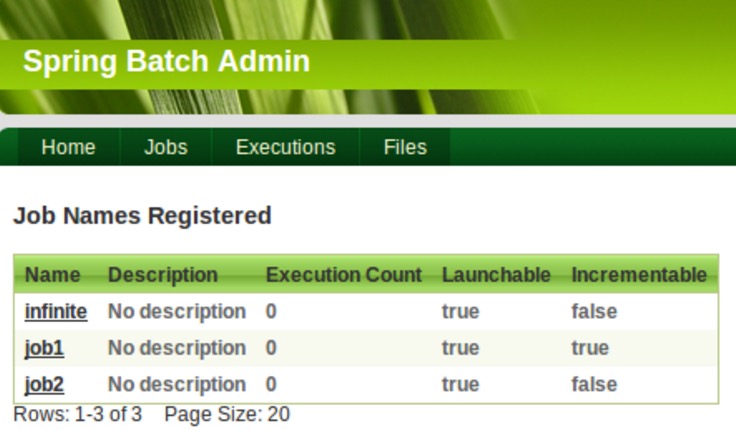 Spring Batch Admin
Home Jobs Executions Files
Job Names Registered
Name Description Execution Count Launchable Incrementable
infinite No description 0 true false
job1 No description 0 true true
job2 No description 0 true false
Rows: 1-3 of 3 Page Size: 20